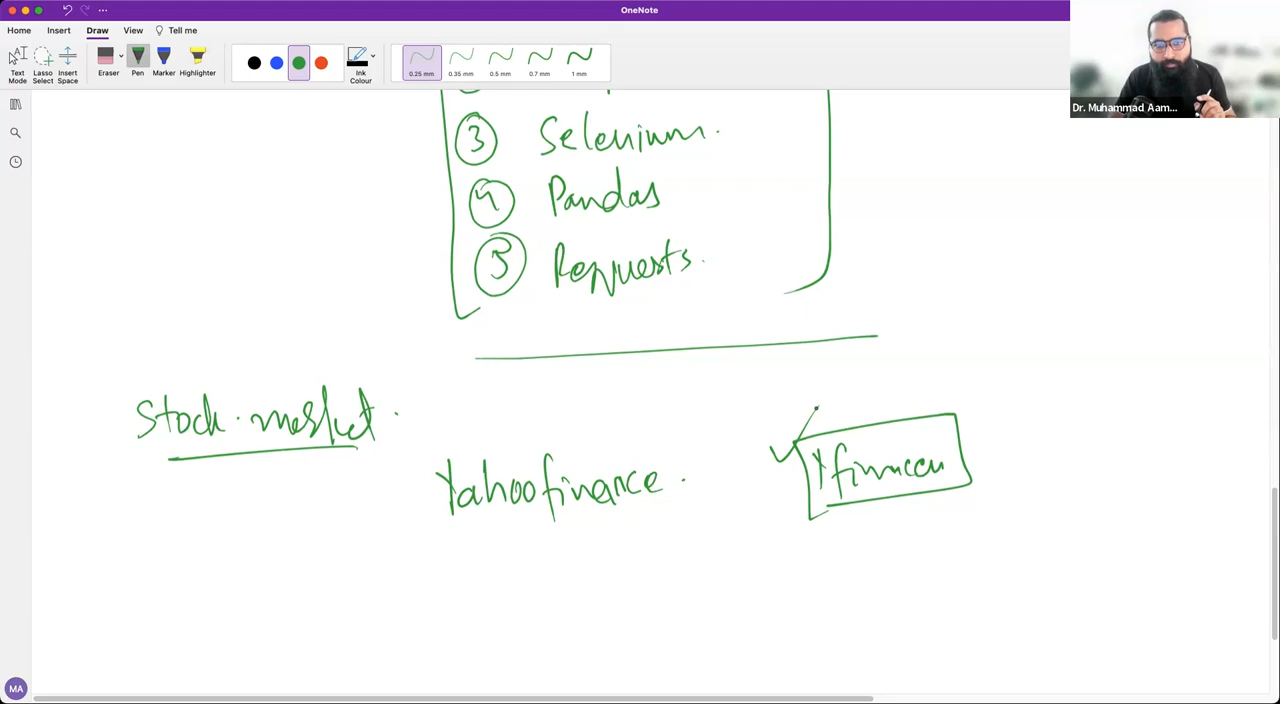 OneNote
Home Insert Draw View Tell me
Text Mode Lasso Select Insert Space Eraser Pen Marker Highlighter Ink Colour 0.25 mm 0.35 mm 0.5 mm 0.7 mm 1 mm
Dr. Muhammad Aam...
3 Selenium.
4 Pandas
5 Requests.
Stock market.
Yahoofinance.
MA